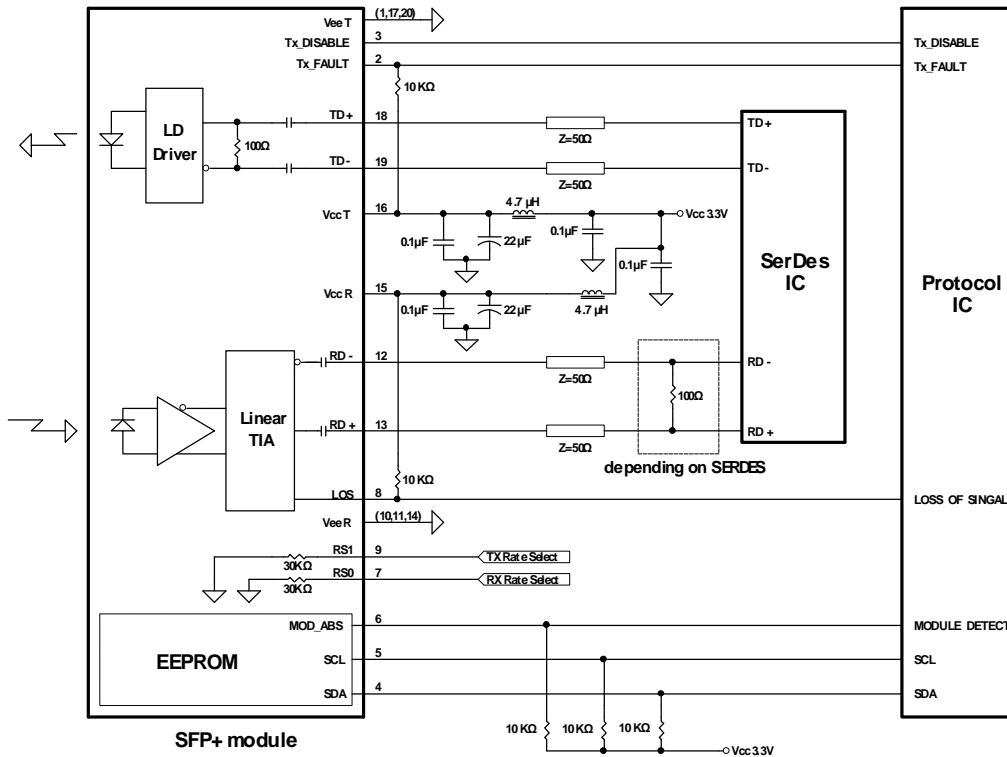 VeeT
(1,17,20)
Tx_DISABLE
3
Tx_DISABLE
Tx_FAULT
2
Tx_FAULT
10 KΩ
LD
Driver
100Ω
TD+
18
Z=50Ω
TD+
TD-
19
Z=50Ω
TD-
VccT
16
4.7 µH
Vcc3.3V
0.1µF
22µF
0.1µF
0.1µF
SerDes
IC
Protocol
IC
VccR
15
0.1µF
22µF
4.7 µH
RD -
12
Z=50Ω
RD -
100Ω
Linear
TIA
RD +
13
Z=50Ω
RD +
depending on SERDES
10 KΩ
LOS
8
LOSS OF SINGAL
VeeR
(10,11,14)
RS1
9
TX Rate Select
30KΩ
RS0
7
RX Rate Select
30KΩ
EEPROM
MOD_ABS
6
MODULE DETECT
SCL
5
SCL
SDA
4
SDA
10 KΩ
10 KΩ
10 KΩ
Vcc3.3V
SFP+ module